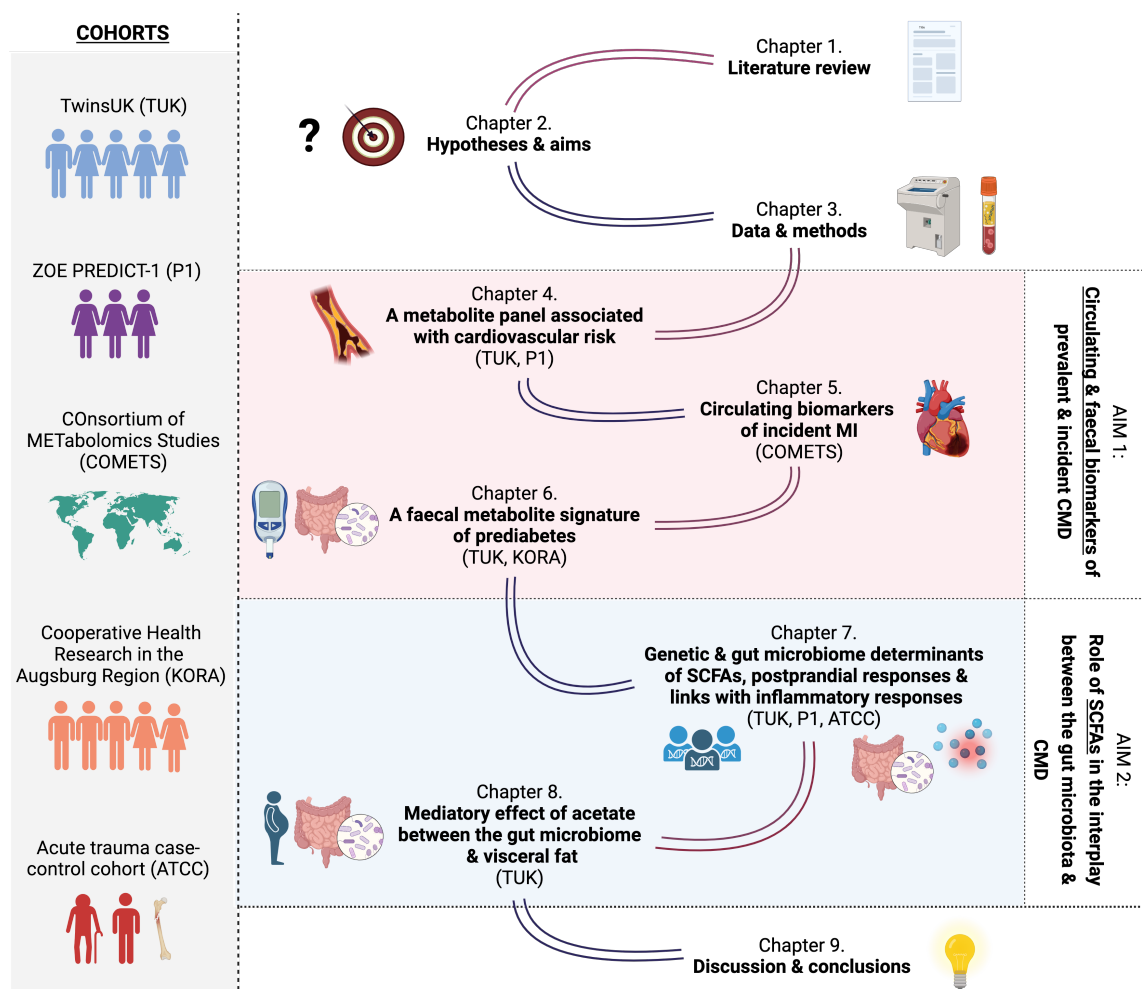 COHORTS
TwinsUK (TUK)
ZOE PREDICT-1 (P1)
COnsortium of
METabolomics Studies
(COMETS)
Cooperative Health
Research in the
Augsburg Region (KORA)
Acute trauma case-
control cohort (ATCC)
Chapter 1.
Literature review
Title
?
Chapter 2.
Hypotheses & aims
Chapter 3.
Data & methods
Chapter 4.
A metabolite panel associated
with cardiovascular risk
(TUK, P1)
Chapter 5.
Circulating biomarkers
of incident MI
(COMETS)
Chapter 6.
A faecal metabolite signature
of prediabetes
(TUK, KORA)
AIM 1:
Circulating & faecal biomarkers of
prevalent & incident CMD
Chapter 7.
Genetic & gut microbiome determinants
of SCFAs, postprandial responses &
links with inflammatory responses
(TUK, P1, ATCC)
Chapter 8.
Mediatory effect of acetate
between the gut microbiome
& visceral fat
(TUK)
AIM 2:
Role of SCFAs in the interplay
between the gut microbiota &
CMD
Chapter 9.
Discussion & conclusions